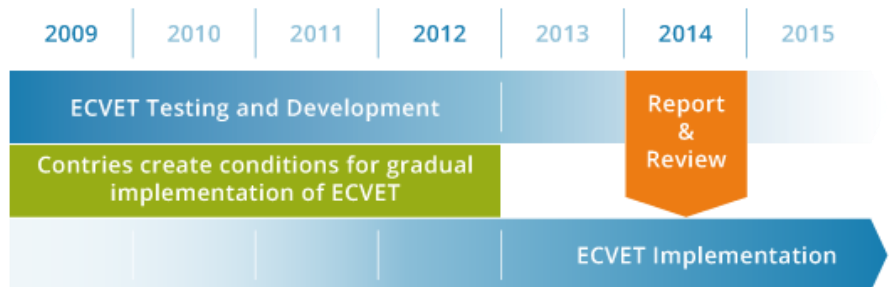 2009 2010 2011 2012 2013 2014 2015
ECVET Testing and Development
Report
&
Review
Contries create conditions for gradual
implementation of ECVET
ECVET Implementation